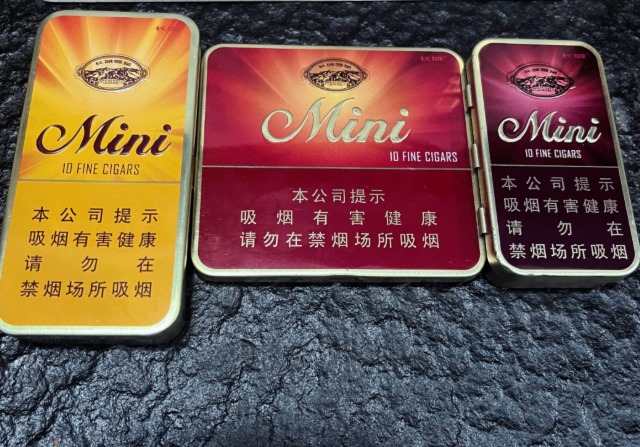 Mini
10 FINE CIGARS
本公司提示
吸烟有害健康
请勿在
禁烟场所吸烟
Mini
10 FINE CIGARS
本公司提示
吸烟有害健康
请勿在禁烟场所吸烟
Mini
10 FINE CIGARS
本公司提示
吸烟有害健康
请勿在
禁烟场所吸烟